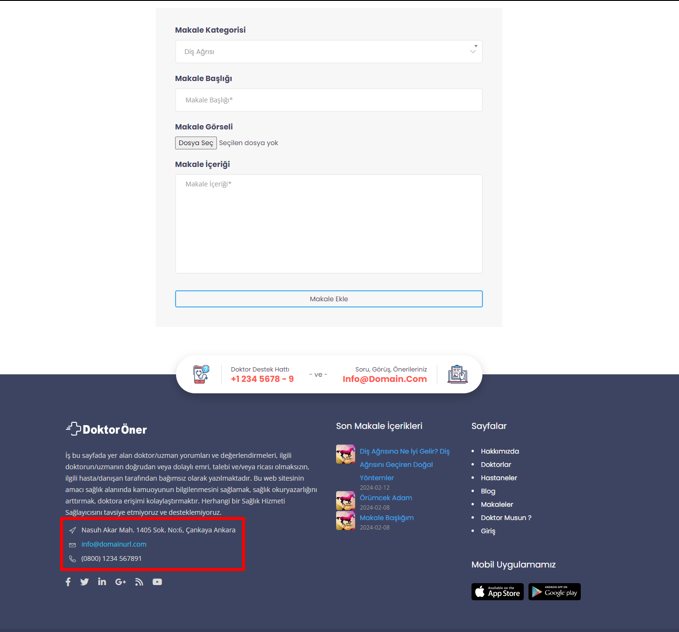 Makale Kategorisi
Diş Ağrısı
Makale Başlığı
Makale Başlığı*
Makale Görseli
Dosya Seç Seçilen dosya yok
Makale İçeriği
Makale İçeriği*
Makale Ekle
Doktor Destek Hattı
+1 234 5678 - 9
- ve -
Soru, Görüş, Önerileriniz
Info@Domain.Com
DoktorÖner
İş bu sayfada yer alan doktor/uzman yorumları ve değerlendirmeleri, ilgili
doktorun/uzmanın doğrudan veya dolaylı emri, talebi ve/veya ricası olmaksızın,
ilgili hasta/danışan tarafından bağımsız olarak yazılmaktadır. Bu web sitesinin
amacı sağlık alanında kamuoyunun bilgilenmesini sağlamak, sağlık okuryazarlığını
arttırmak, doktora erişimi kolaylaştırmaktır. Herhangi bir Sağlık Hizmeti
Sağlayıcısını tavsiye etmiyoruz ve desteklemiyoruz.
Nasuh Akar Mah. 1405 Sok. No:6, Çankaya Ankara
info@domainurl.com
(0800) 1234 567891
Son Makale İçerikleri
Diş Ağrısına Ne İyi Gelir? Diş
Ağrısını Geçiren Doğal
Yöntemler
2024-02-12
Örümcek Adam
2024-02-08
Makale Başlığım
2024-02-08
Sayfalar
Hakkımızda
Doktorlar
Hastaneler
Blog
Makaleler
Doktor Musun ?
Giriş
Mobil Uygulamamız
Available on the
App Store
ANDROID APP ON
Google play